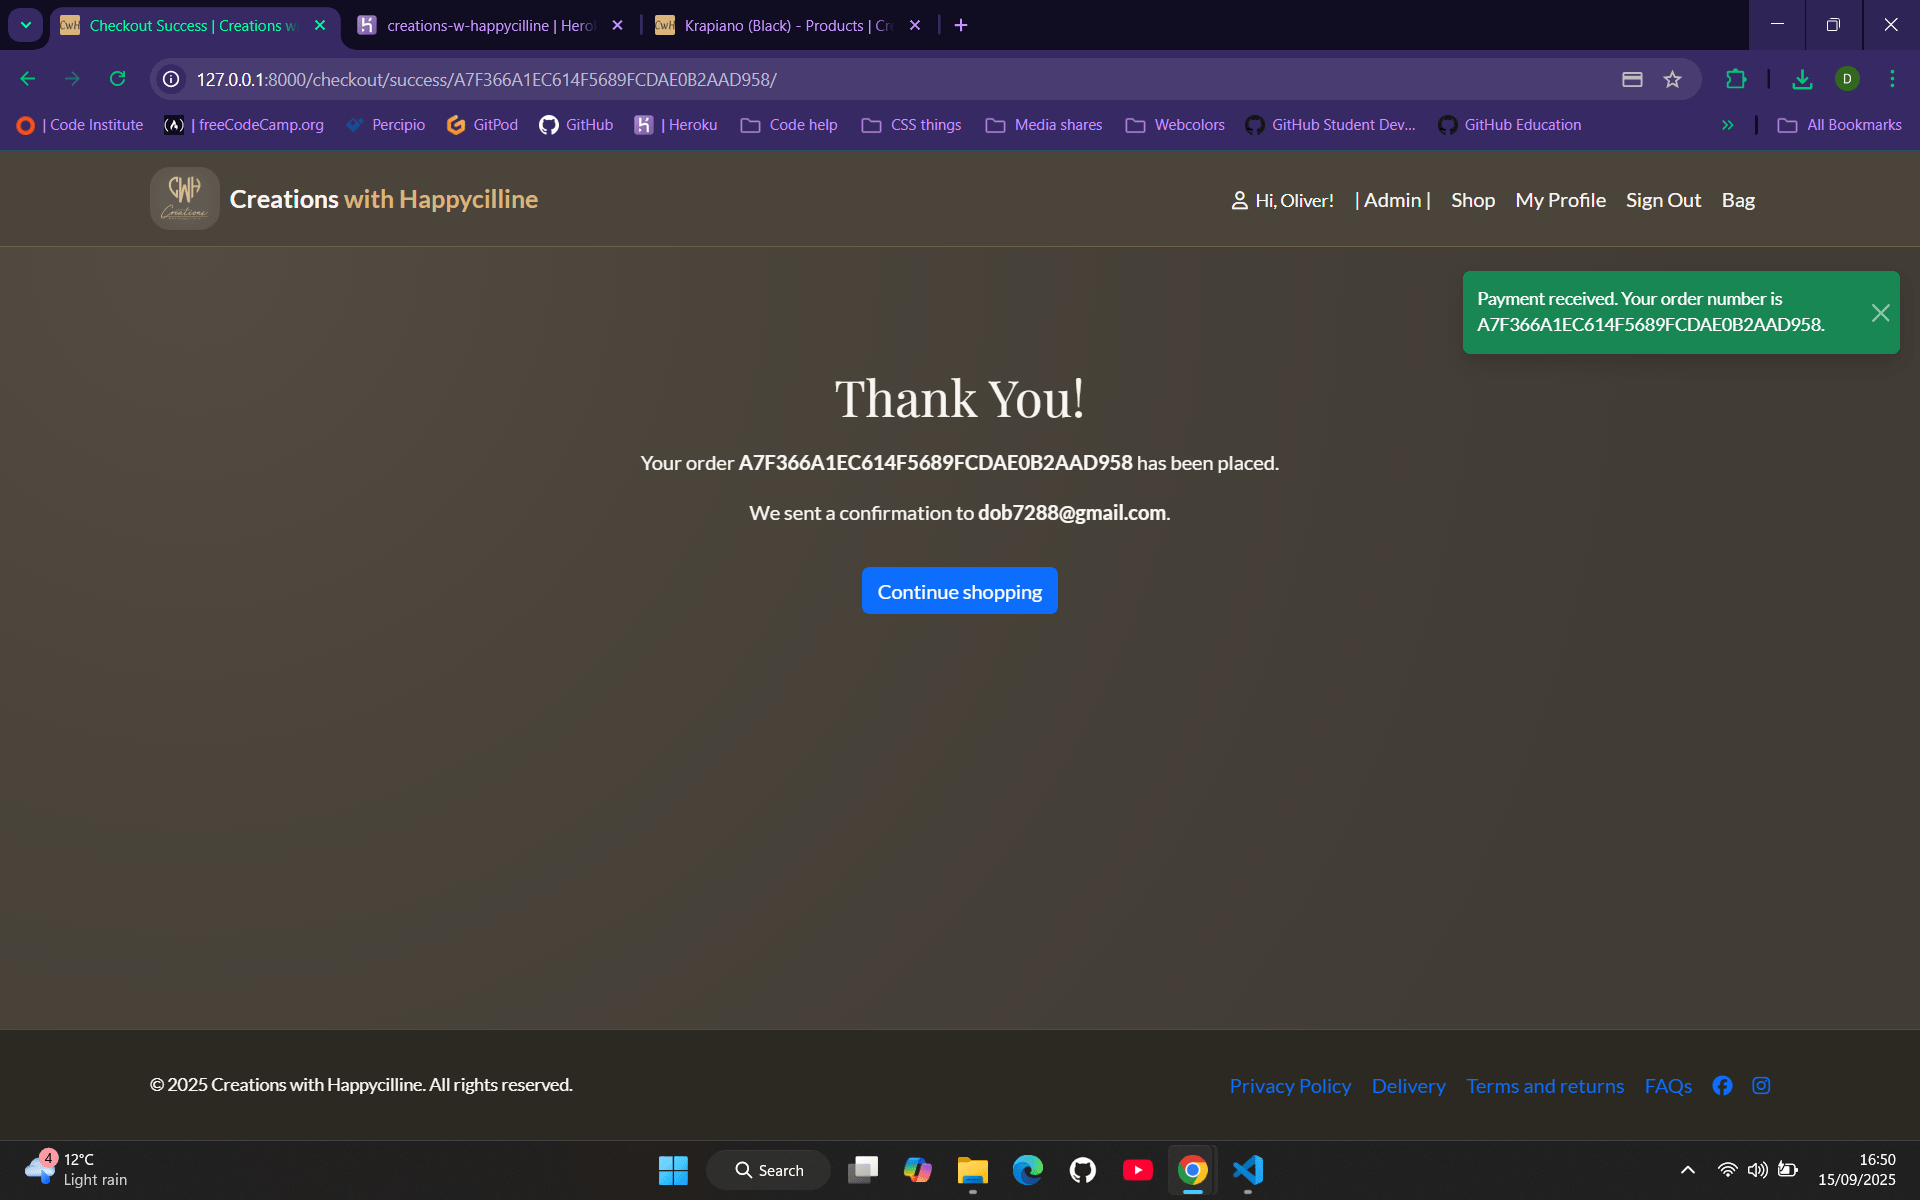 Checkout Success | Creations w
creations-w-happycilline | Hero
Krapiano (Black) - Products | Cre
127.0.0.1:8000/checkout/success/A7F366A1EC614F5689FCDAE0B2AAD958/
D
| Code Institute
| freeCodeCamp.org
Percipio
GitPod
GitHub
| Heroku
Code help
CSS things
Media shares
Webcolors
GitHub Student Dev...
GitHub Education
All Bookmarks
CWH
Creations
Creations with Happycilline
Hi, Oliver!
| Admin |
Shop
My Profile
Sign Out
Bag
Payment received. Your order number is
A7F366A1EC614F5689FCDAE0B2AAD958.
Thank You!
Your order A7F366A1EC614F5689FCDAE0B2AAD958 has been placed.
We sent a confirmation to dob7288@gmail.com.
Continue shopping
© 2025 Creations with Happycilline. All rights reserved.
Privacy Policy
Delivery
Terms and returns
FAQs
4
12°C
Light rain
Search
16:50
15/09/2025